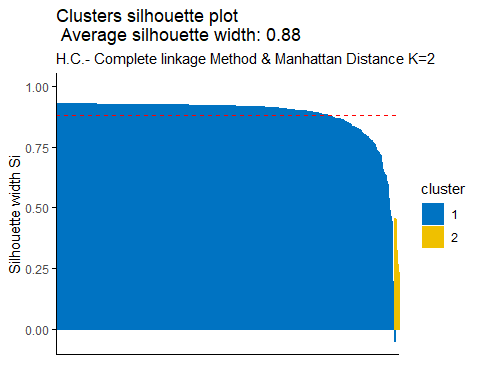 Clusters silhouette plot
Average silhouette width: 0.88
H.C.- Complete linkage Method & Manhattan Distance K=2
1.00
0.75
0.50
0.25
0.00
Silhouette width Si
cluster
1
2